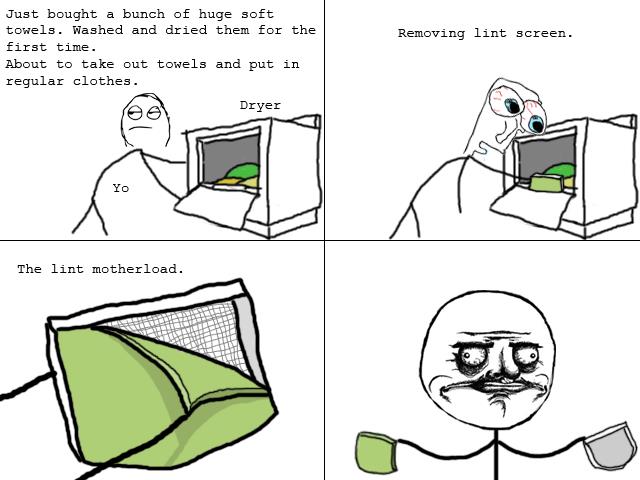 Just bought a bunch of huge soft
towels. Washed and dried them for the
first time.
About to take out towels and put in
regular clothes.
Dryer
Yo
Removing lint screen.
The lint motherload.